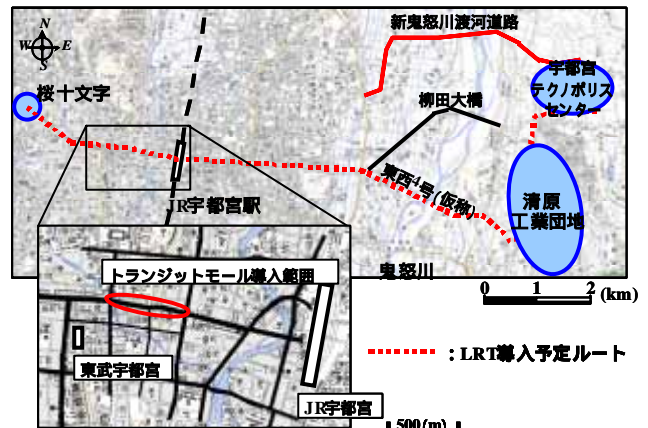 N
W E
S
新鬼怒川渡河道路
桜十文字
宇都宮
テクノポリス
センター
柳田大橋
東西4号(仮称)
JR宇都宮駅
清原
工業団地
鬼怒川
トランジットモール導入範囲
0 1 2 (km)
東武宇都宮
: LRT導入予定ルート
JR宇都宮
500(m)